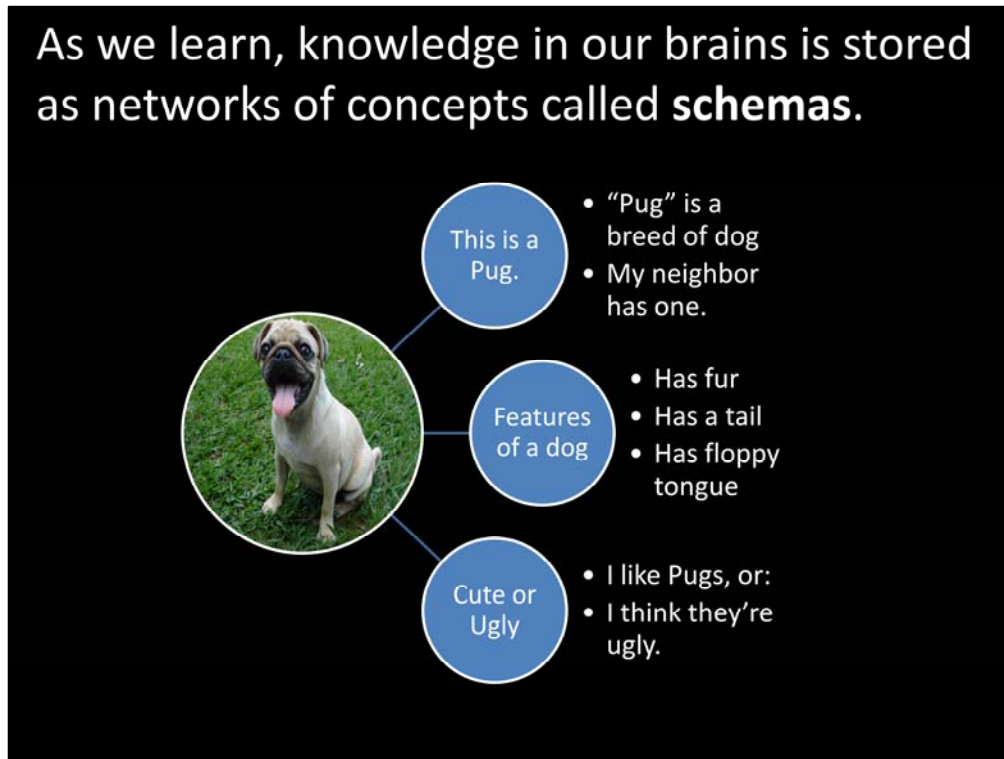 As we learn, knowledge in our brains is stored
as networks of concepts called schemas.
This is a
Pug.
• “Pug” is a
breed of dog
• My neighbor
has one.
Features
of a dog
• Has fur
• Has a tail
• Has floppy
tongue
Cute or
Ugly
• I like Pugs, or:
• I think they’re
ugly.